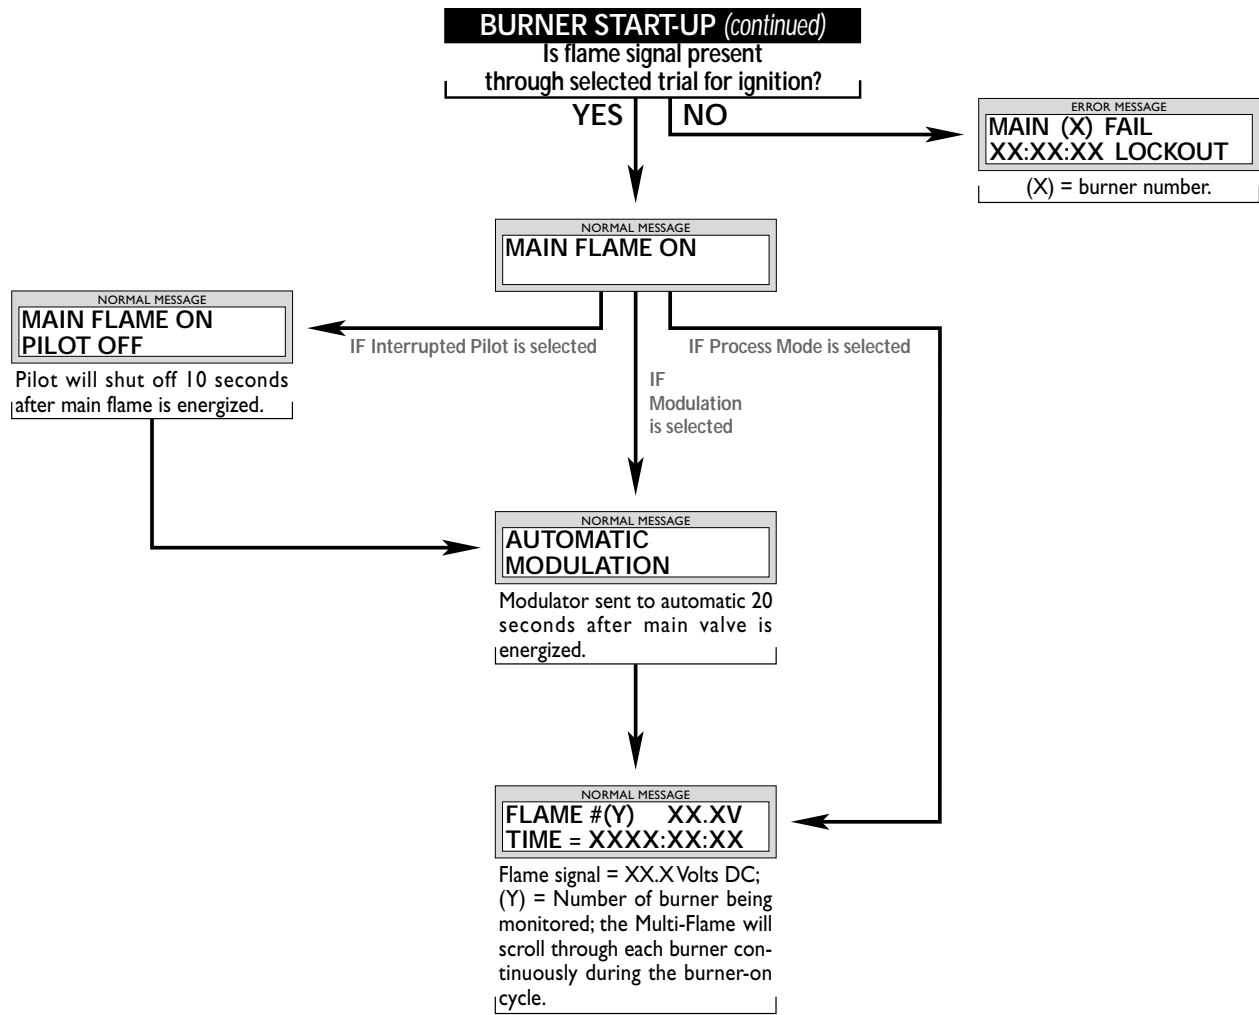 BURNER START-UP (continued)
Is flame signal present
through selected trial for ignition?
YES
NO
ERROR MESSAGE
MAIN (X) FAIL
XX:XX:XX LOCKOUT
(X) = burner number.
NORMAL MESSAGE
MAIN FLAME ON
NORMAL MESSAGE
MAIN FLAME ON
PILOT OFF
Pilot will shut off 10 seconds
after main flame is energized.
IF Interrupted Pilot is selected
IF Process Mode is selected
IF
Modulation
is selected
NORMAL MESSAGE
AUTOMATIC
MODULATION
Modulator sent to automatic 20
seconds after main valve is
energized.
NORMAL MESSAGE
FLAME #(Y) XX.XV
TIME = XXXX:XX:XX
Flame signal = XX.X Volts DC;
(Y) = Number of burner being
monitored; the Multi-Flame will
scroll through each burner con-
tinuously during the burner-on
cycle.